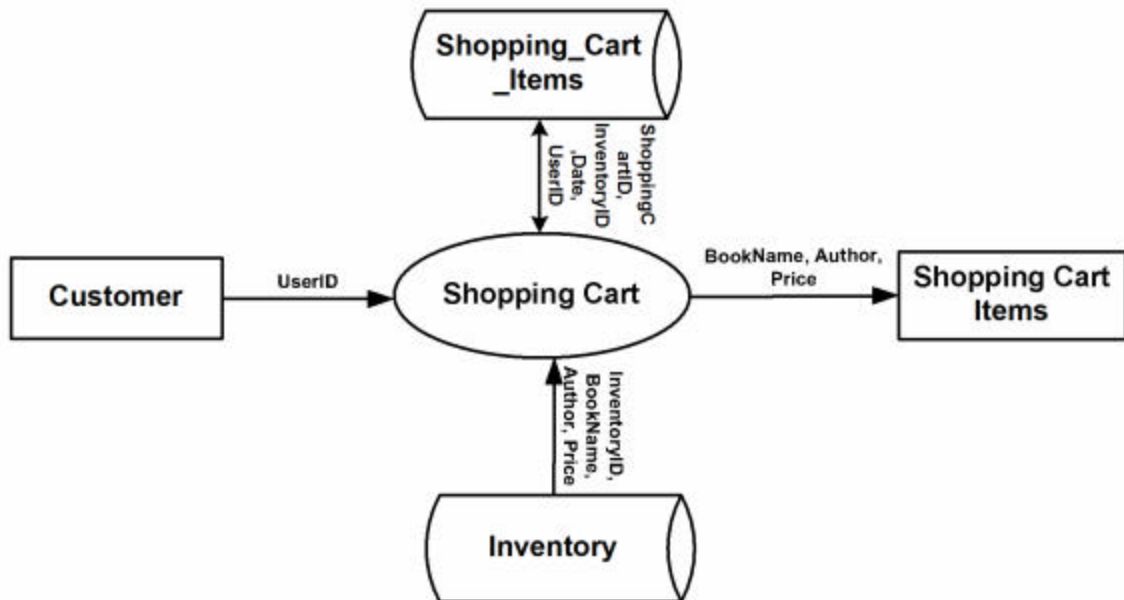 Shopping_Cart
_Items
ShoppingC
artID,
InventoryID
,Date,
UserID
Customer
UserID
Shopping Cart
BookName, Author,
Price
Shopping Cart
Items
InventoryID,
BookName,
Author, Price
Inventory